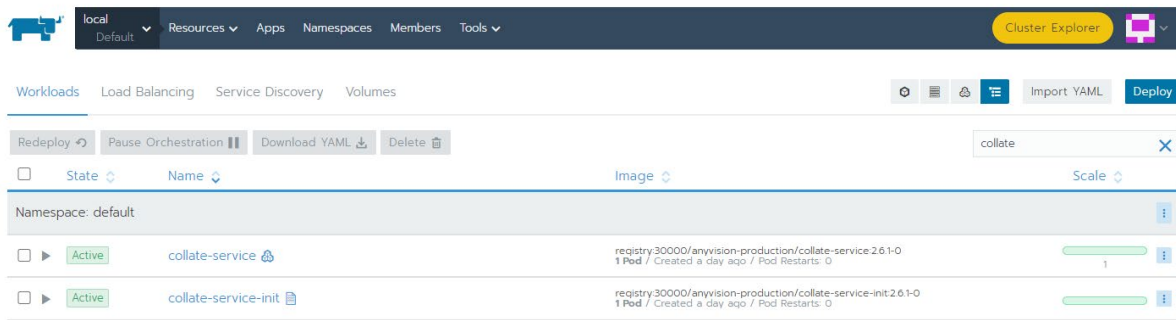 local
Default
Resources Apps Namespaces Members Tools
Cluster Explorer
Workloads Load Balancing Service Discovery Volumes
Import YAML Deploy
Redeploy Pause Orchestration Download YAML Delete
collate
State Name Image Scale
Namespace: default
Active collate-service registry:30000/anyvision-production/collate-service:2.6.1-0
1 Pod / Created a day ago / Pod Restarts: 0
1
Active collate-service-init registry:30000/anyvision-production/collate-service-init:2.6.1-0
1 Pod / Created a day ago / Pod Restarts: 0